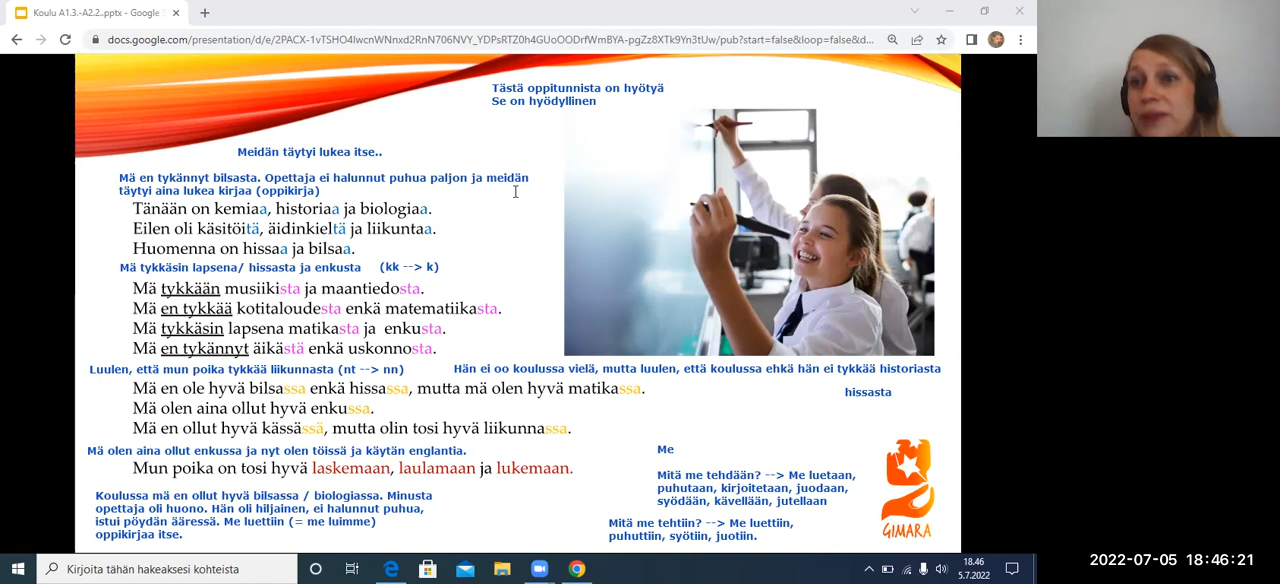 Koulu A1.3.-A2.2..pptx - Google S
docs.google.com/presentation/d/e/2PACX-1vTSHO4lwcnWNnxd2RnN706NVY_YDPsRTZ0h4GUoOODrfWmBYA-pgZz8XTk9Yn3tUw/pub?start=false&loop=false&d...
Tästä oppitunnista on hyötyä
Se on hyödyllinen
Meidän täytyi lukea itse..
Mä en tykännyt bilsasta. Opettaja ei halunnut puhua paljon ja meidän
täytyi aina lukea kirjaa (oppikirja)
Tänään on kemiaa, historiaa ja biologiaa.
Eilen oli käsitöitä, äidinkieltä ja liikuntaa.
Huomenna on hissaa ja bilsaa.
Mä tykkäsin lapsena/ hissasta ja enkusta (kk --> k)
Mä tykkään musiikista ja maantiedosta.
Mä en tykkää kotitaloudesta enkä matematiikasta.
Mä tykkäsin lapsena matikasta ja enkusta.
Mä en tykännyt äikästä enkä uskonnosta.
Luulen, että mun poika tykkää liikunnasta (nt --> nn)
Hän ei oo koulussa vielä, mutta luulen, että koulussa ehkä hän ei tykkää historiasta
hissasta
Mä en ole hyvä bilsassa enkä hissassa, mutta mä olen hyvä matikassa.
Mä olen aina ollut hyvä enkussa.
Mä en ollut hyvä kässässä, mutta olin tosi hyvä liikunnassa.
Mä olen aina ollut enkussa ja nyt olen töissä ja käytän englantia.
Mun poika on tosi hyvä laskemaan, laulamaan ja lukemaan.
Koulussa mä en ollut hyvä bilsassa / biologiassa. Minusta
opettaja oli huono. Hän oli hiljainen, ei halunnut puhua,
istui pöydän ääressä. Me luettiin (= me luimme)
oppikirjaa itse.
Me
Mitä me tehdään? --> Me luetaan,
puhutaan, kirjoitetaan, juodaan,
syödään, kävellään, jutellaan
Mitä me tehtiin? --> Me luettiin,
puhuttiin, syötiin, juotiin.
GIMARA
Kirjoita tähän hakeaksesi kohteista
18.46
5.7.2022
2022-07-05 18:46:21